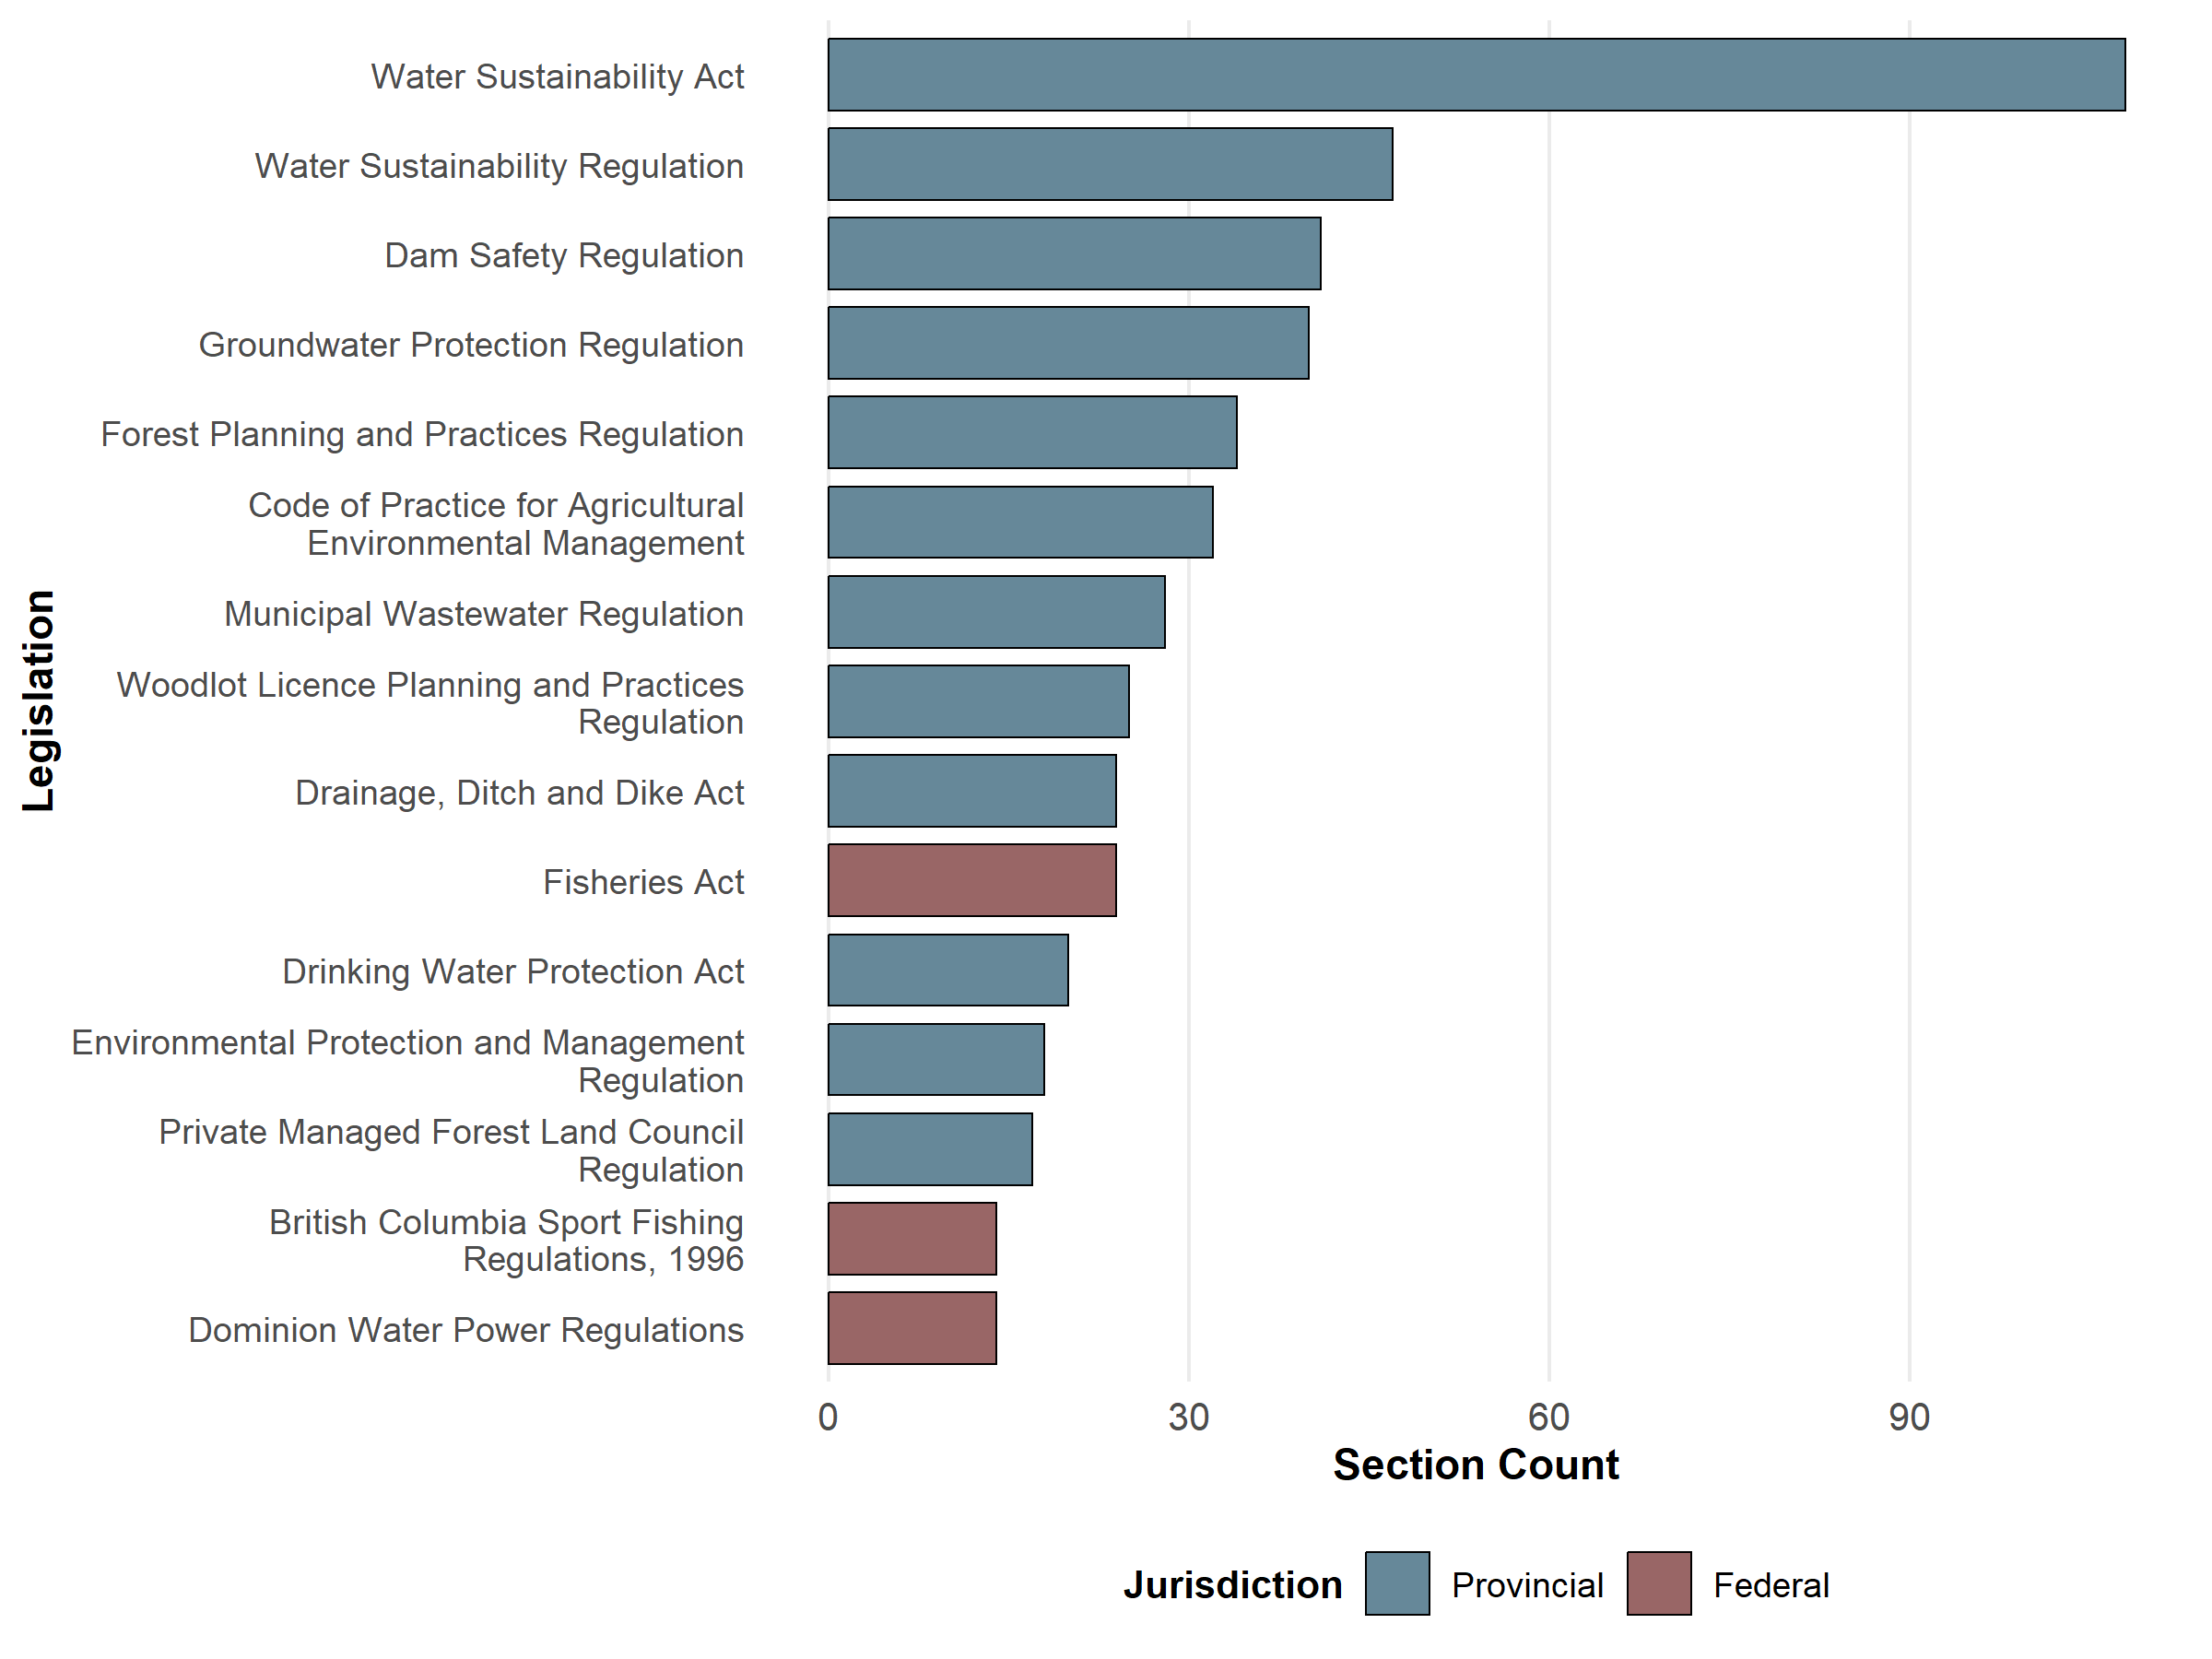 Water Sustainability Act
Water Sustainability Regulation
Dam Safety Regulation
Groundwater Protection Regulation
Forest Planning and Practices Regulation
Code of Practice for Agricultural
Environmental Management
Municipal Wastewater Regulation
Woodlot Licence Planning and Practices
Regulation
Drainage, Ditch and Dike Act
Fisheries Act
Drinking Water Protection Act
Environmental Protection and Management
Regulation
Private Managed Forest Land Council
Regulation
British Columbia Sport Fishing
Regulations, 1996
Dominion Water Power Regulations
Legislation
0 30 60 90
Section Count
Jurisdiction Provincial Federal